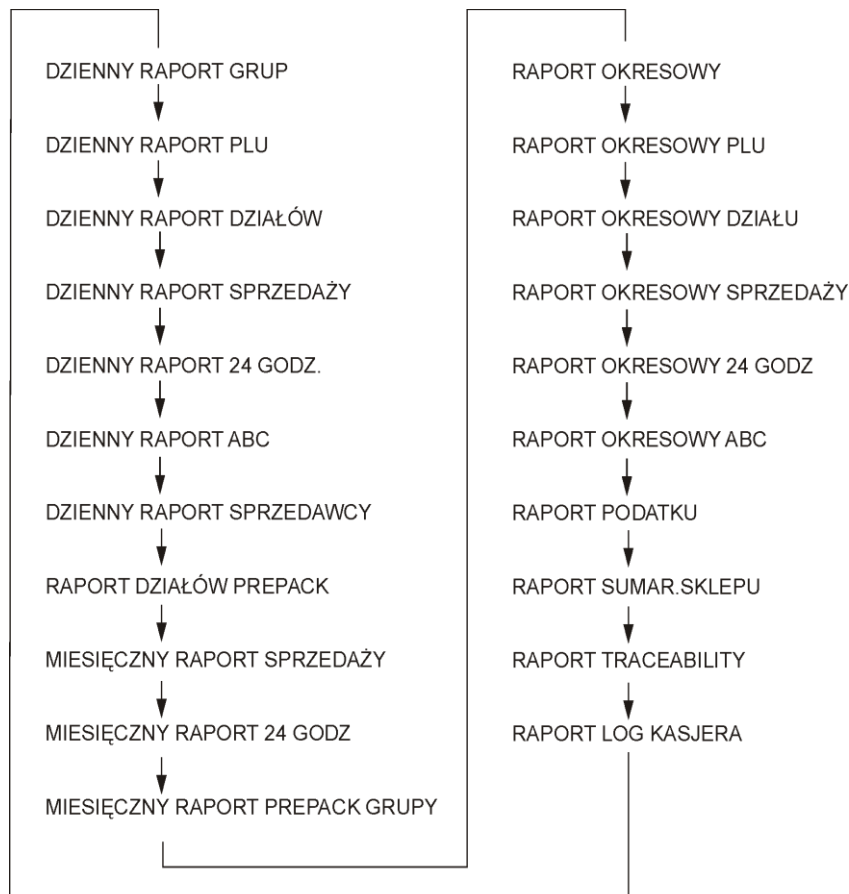 DZIENNY RAPORT GRUP
DZIENNY RAPORT PLU
DZIENNY RAPORT DZIAŁÓW
DZIENNY RAPORT SPRZEDAŻY
DZIENNY RAPORT 24 GODZ.
DZIENNY RAPORT ABC
DZIENNY RAPORT SPRZEDAWCY
RAPORT DZIAŁÓW PREPACK
MIESIĘCZNY RAPORT SPRZEDAŻY
MIESIĘCZNY RAPORT 24 GODZ
MIESIĘCZNY RAPORT PREPACK GRUPY
RAPORT OKRESOWY
RAPORT OKRESOWY PLU
RAPORT OKRESOWY DZIAŁU
RAPORT OKRESOWY SPRZEDAŻY
RAPORT OKRESOWY 24 GODZ
RAPORT OKRESOWY ABC
RAPORT PODATKU
RAPORT SUMAR.SKLEPU
RAPORT TRACEABILITY
RAPORT LOG KASJERA